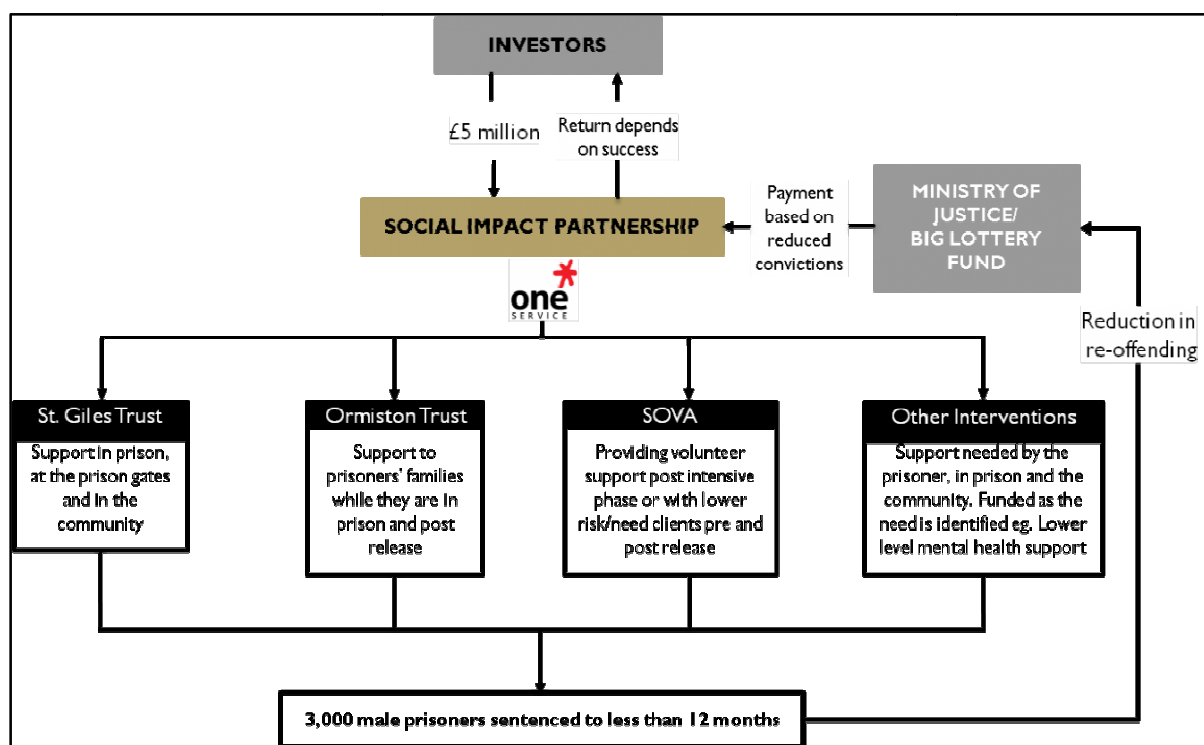 INVESTORS
£5 million
Return depends
on success
SOCIAL IMPACT PARTNERSHIP
Payment
based on
reduced
convictions
MINISTRY OF
JUSTICE/
BIG LOTTERY
FUND
one
SERVICE
Reduction in
re-offending
St. Giles Trust
Support in prison,
at the prison gates
and in the
community
Ormiston Trust
Support to
prisoners' families
while they are in
prison and post
release
SOVA
Providing volunteer
support post intensive
phase or with lower
risk/need clients pre and
post release
Other Interventions
Support needed by the
prisoner, in prison and the
community. Funded as the
need is identified eg. Lower
level mental health support
3,000 male prisoners sentenced to less than 12 months